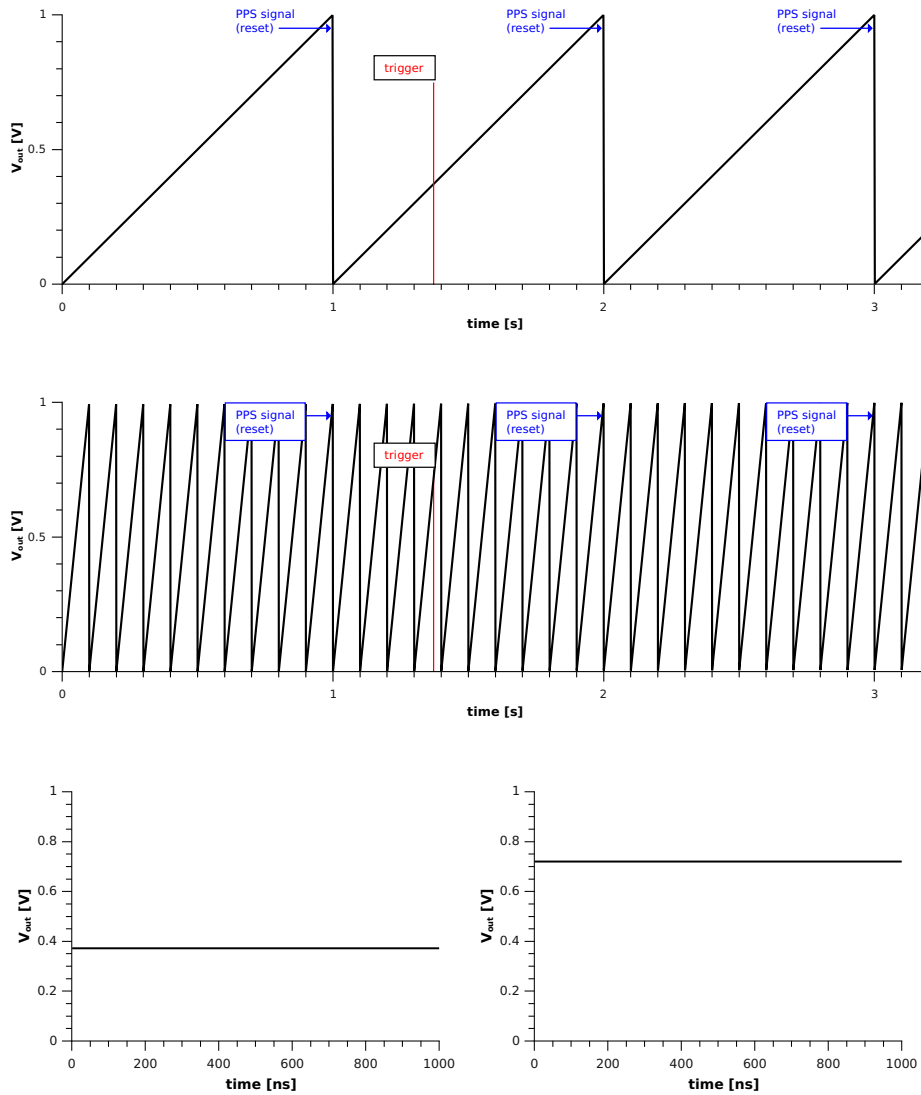 PPS signal
(reset)
PPS signal
(reset)
PPS signal
(reset)
trigger
1
0.5
0
Vout [V]
0
1
2
3
time [s]
PPS signal
(reset)
PPS signal
(reset)
PPS signal
(reset)
trigger
1
0.5
0
Vout [V]
0
1
2
3
time [s]
1
0.8
0.6
0.4
0.2
0
Vout [V]
0
200
400
600
800
1000
time [ns]
1
0.8
0.6
0.4
0.2
0
Vout [V]
0
200
400
600
800
1000
time [ns]